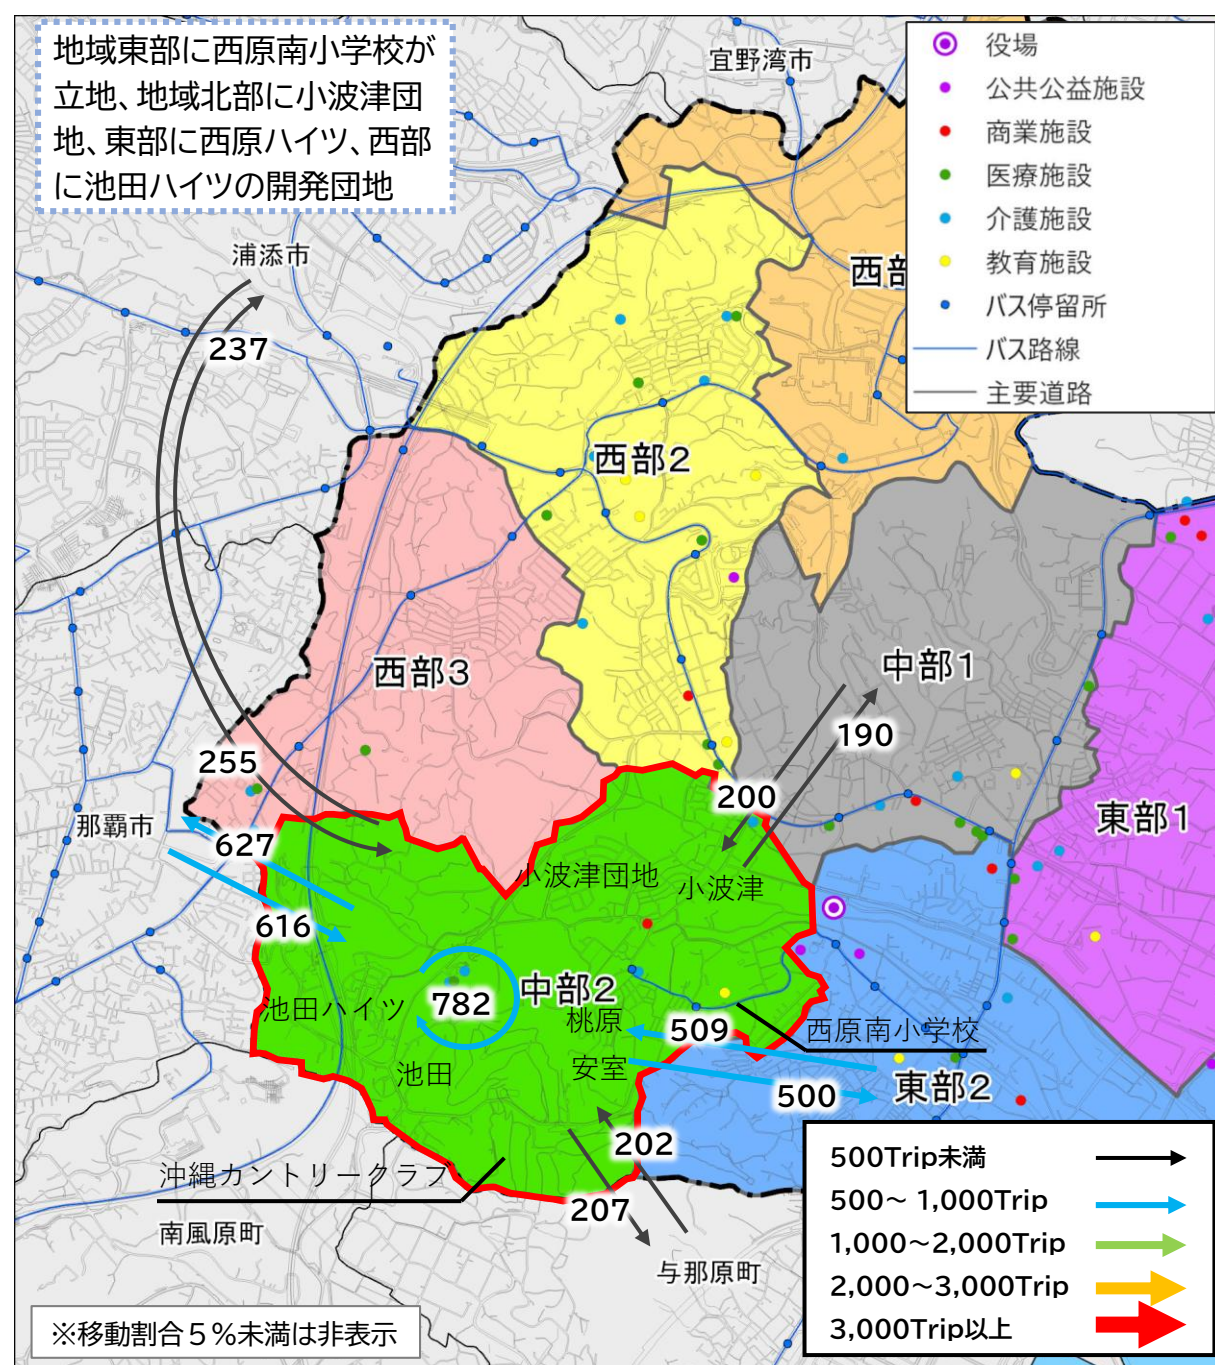 地域東部に西原南小学校が
立地、地域北部に小波津団
地、東部に西原ハイツ、西部
に池田ハイツの開発団地
宜野湾市
役場
公共公益施設
商業施設
医療施設
介護施設
教育施設
バス停留所
バス路線
主要道路
浦添市
西部
237
西部2
西部3
中部1
190
255
200
那覇市
627
東部1
小波津団地
小波津
616
782
中部2
池田ハイツ
桃原
509
西原南小学校
池田
安室
500
東部2
202
沖縄カントリークラブ
207
南風原町
与那原町
500Trip未満
500～1,000Trip
1,000～2,000Trip
2,000～3,000Trip
3,000Trip以上
※移動割合５％未満は非表示